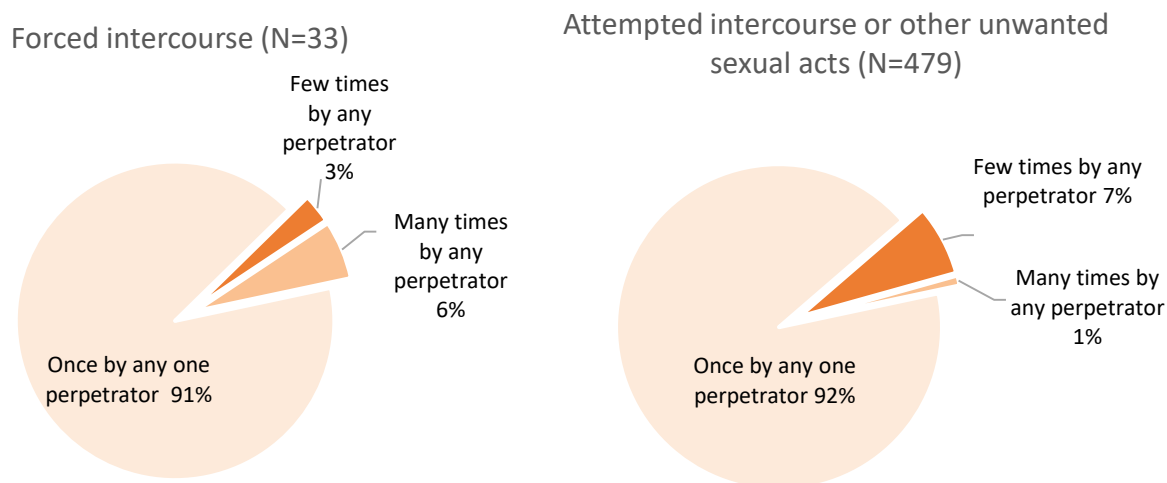 Forced intercourse (N=33)
Few times
by any
perpetrator
3%
Many times
by any
perpetrator
6%
Once by any one
perpetrator 91%
Attempted intercourse or other unwanted
sexual acts (N=479)
Few times by any
perpetrator 7%
Many times by
any perpetrator
1%
Once by any one
perpetrator 92%